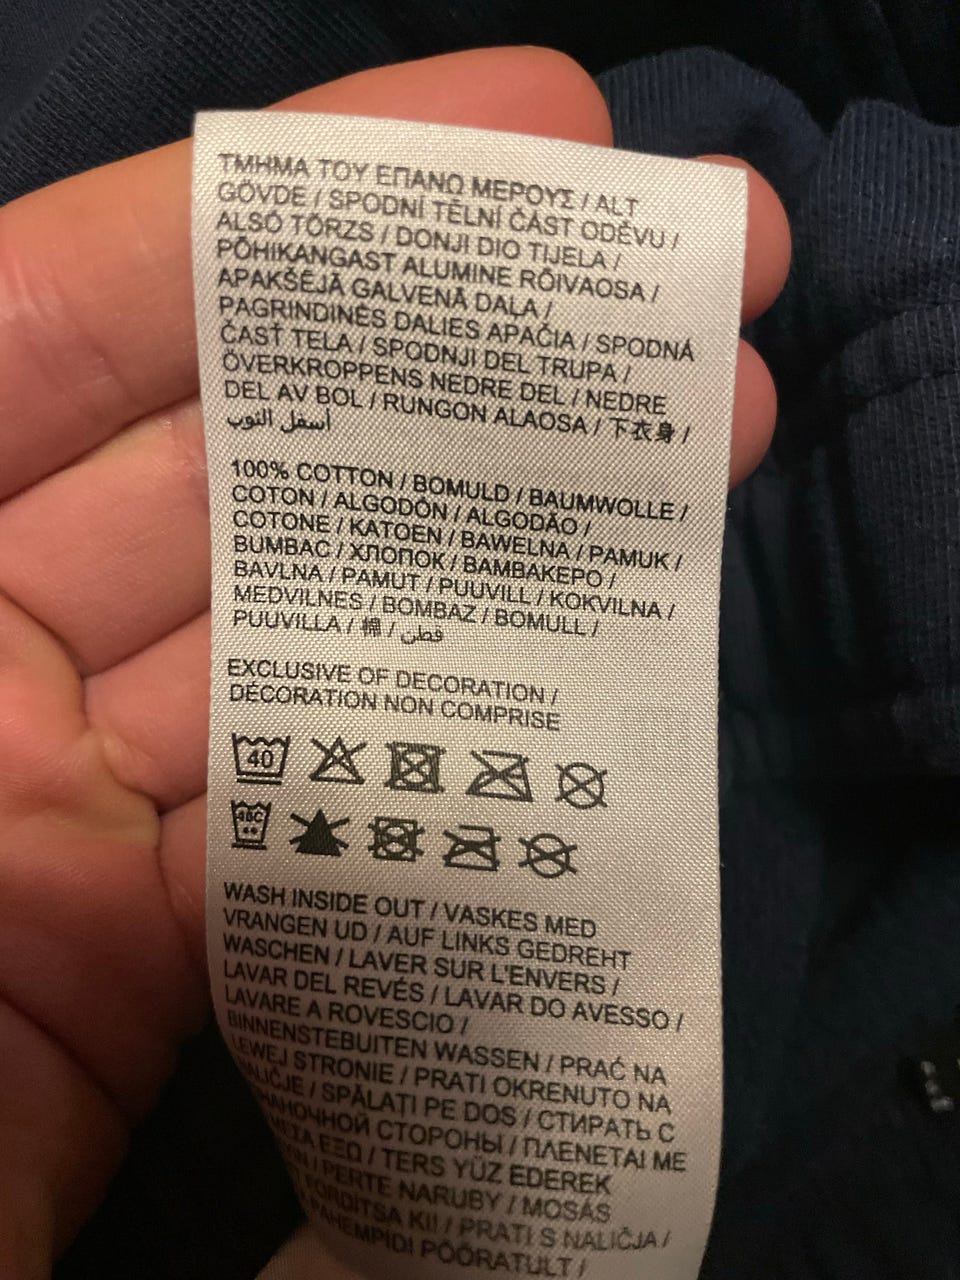 ΤΜΗΜΑ ΤΟΥ ΕΠΑΝΩ ΜΕΡΟΥΣ / ALT
GÖVDE / SPODNÍ TĚLNÍ ČÁST ODĚVU /
ALSÓ TÖRZS / DONJI DIO TIJELA /
PÕHIKANGAST ALUMINE RÕIVAOSA /
APAKŠĒJĀ GALVENĀ DAĻA /
PAGRINDINĖS DALIES APAČIA / SPODNÁ
ČASŤ TELA / SPODNJI DEL TRUPA /
ÖVERKROPPENS NEDRE DEL / NEDRE
DEL AV BOL / RUNGON ALAOSA / 下衣身 /
أسفل الثوب
100% COTTON / BOMULD / BAUMWOLLE /
COTON / ALGODÓN / ALGODÃO /
COTONE / KATOEN / BAWEŁNA / PAMUK /
BUMBAC / ХЛОПОК / ΒΑΜΒΑΚΕΡΟ /
BAVLNA / PAMUT / PUUVILL / KOKVILNA /
MEDVILNĖS / BOMBAŽ / BOMULL /
PUUVILLA / 棉 / قطن
EXCLUSIVE OF DECORATION /
DÉCORATION NON COMPRISE
40
40C
WASH INSIDE OUT / VASKES MED
VRANGEN UD / AUF LINKS GEDREHT
WASCHEN / LAVER SUR L'ENVERS /
LAVAR DEL REVÉS / LAVAR DO AVESSO /
LAVARE A ROVESCIO /
BINNENSTEBUITEN WASSEN / PRAĆ NA
LEWEJ STRONIE / PRATI OKRENUTO NA
NALIČJE / SPĂLAȚI PE DOS / СТИРАТЬ С
ИЗНАНОЧНОЙ СТОРОНЫ / ΠΛΕΝΕΤΑΙ ΜΕ
ΜΕΣΑ ΕΞΩ / TERS YÜZ EDEREK
/ PERTE NARUBY / MOSÁS
KIFORDÍTSA KI / PRATI S NALIČJA /
PAHEMPIDI PÖÖRATULT /